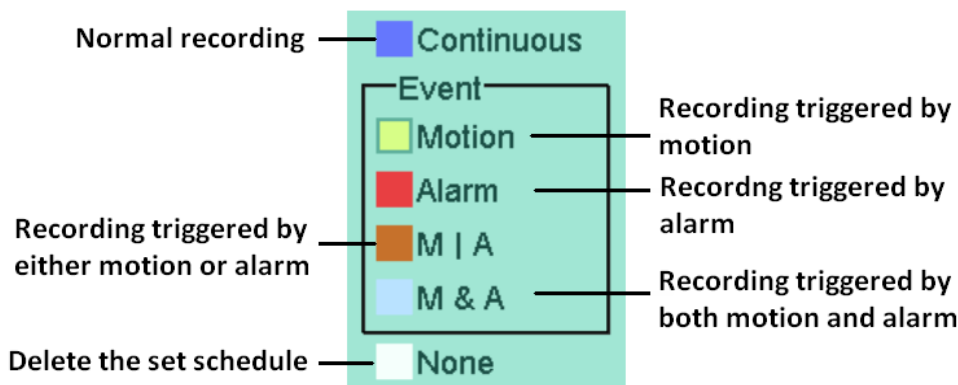 Normal recording
Continuous
Event
Motion
Recording triggered by
motion
Alarm
Recordng triggered by
alarm
Recording triggered by
either motion or alarm
M | A
M & A
Recording triggered by
both motion and alarm
Delete the set schedule
None